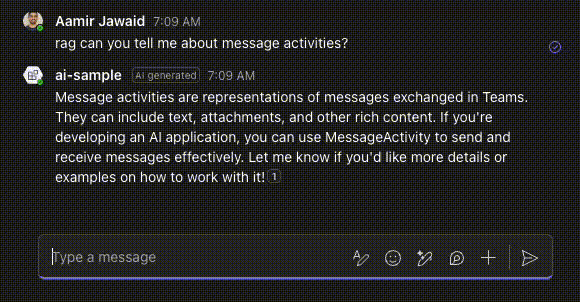 Aamir Jawaid 7:09 AM
rag can you tell me about message activities?
ai-sample AI generated 7:09 AM
Message activities are representations of messages exchanged in Teams.
They can include text, attachments, and other rich content. If you're
developing an AI application, you can use MessageActivity to send and
receive messages effectively. Let me know if you'd like more details or
examples on how to work with it! 1
Type a message